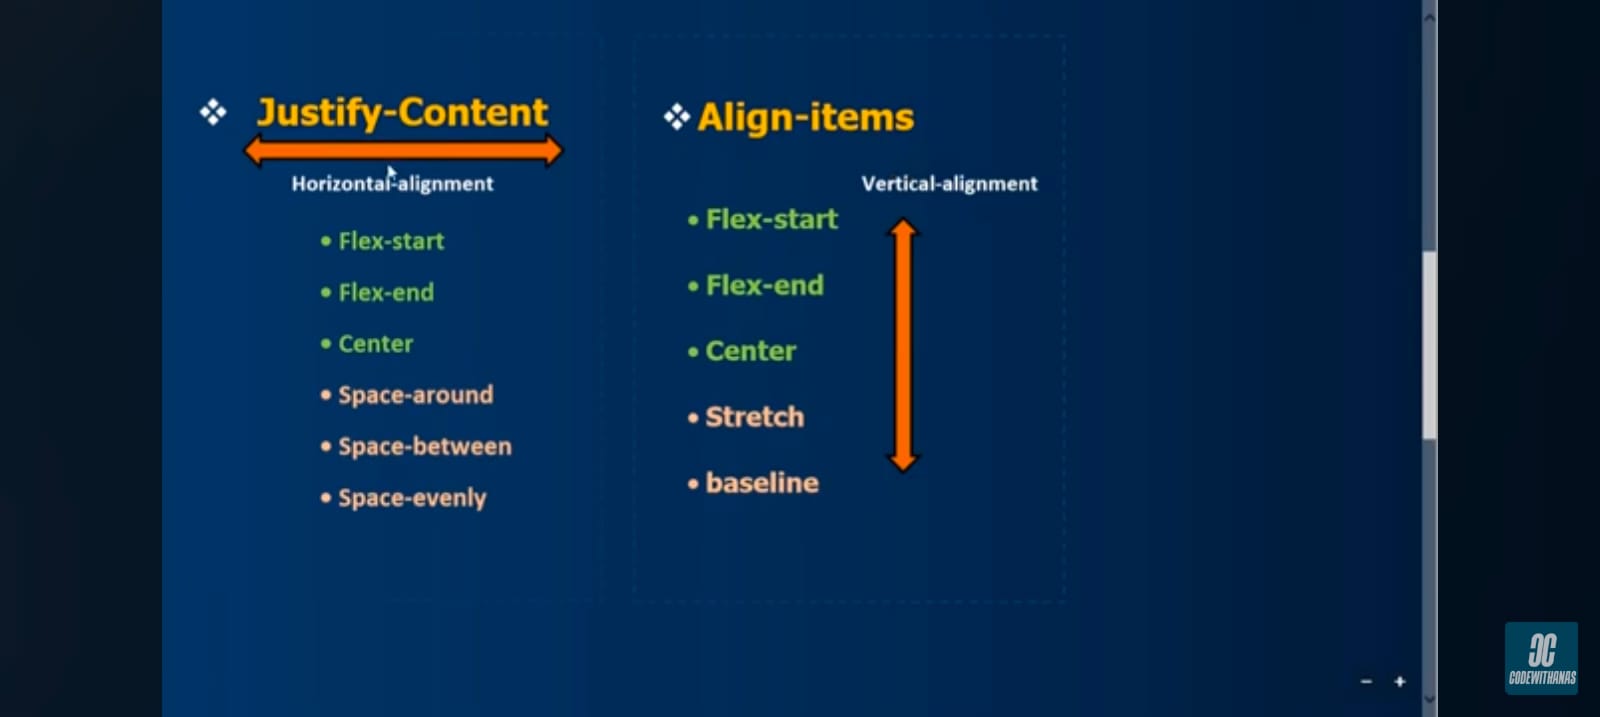 Justify-Content
Horizontal-alignment
• Flex-start
• Flex-end
• Center
• Space-around
• Space-between
• Space-evenly
Align-items
Vertical-alignment
• Flex-start
• Flex-end
• Center
• Stretch
• baseline
CODEWITHANAS